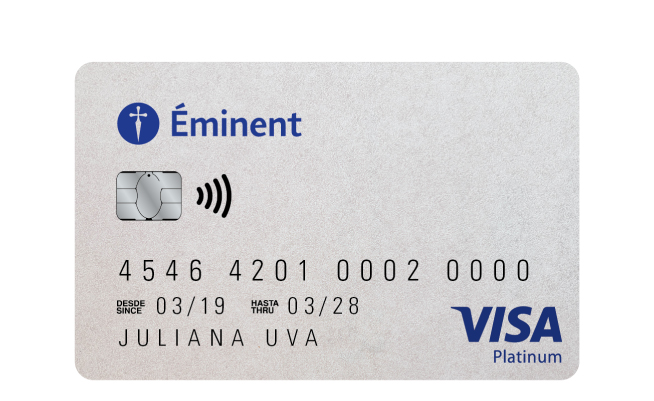 Éminent
4546 4201 0002 0000
DESDE SINCE 03/19 HASTA THRU 03/28
JULIANA UVA
VISA
Platinum